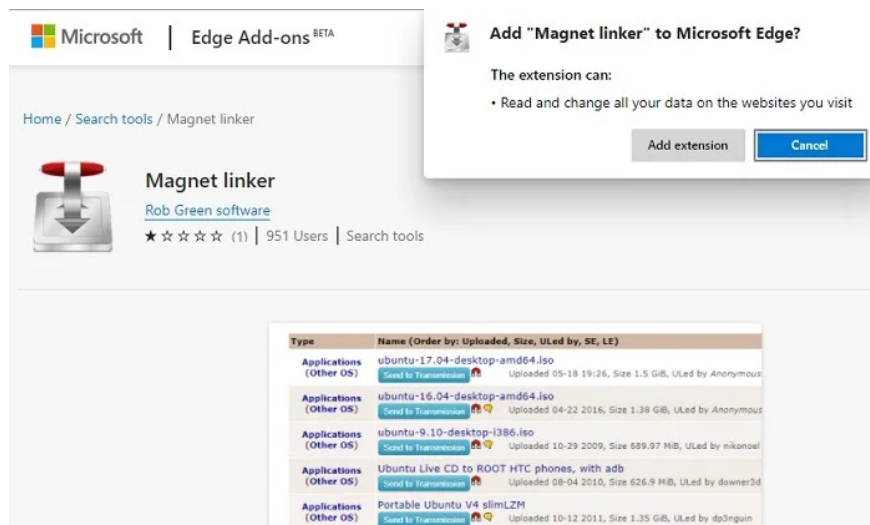 Microsoft | Edge Add-ons BETA
Add "Magnet linker" to Microsoft Edge?
The extension can:
• Read and change all your data on the websites you visit
Add extension
Cancel
Home / Search tools / Magnet linker
Magnet linker
Rob Green software
★☆☆☆☆ (1) | 951 Users | Search tools
Type Name (Order by: Uploaded, Size, ULed by, SE, LE)
Applications ubuntu-17.04-desktop-amd64.iso
(Other OS) Send to Transmission Uploaded 05-18 19:26, Size 1.5 GiB, ULed by Anonymous
Applications ubuntu-16.04-desktop-amd64.iso
(Other OS) Send to Transmission Uploaded 04-22 2016, Size 1.38 GiB, ULed by Anonymous
Applications ubuntu-9.10-desktop-i386.iso
(Other OS) Send to Transmission Uploaded 10-29 2009, Size 689.97 MiB, ULed by nikonoel
Applications Ubuntu Live CD to ROOT HTC phones, with adb
(Other OS) Send to Transmission Uploaded 08-04 2010, Size 626.9 MiB, ULed by downer3d
Applications Portable Ubuntu V4 slimLZM
(Other OS) Send to Transmission Uploaded 10-12 2011, Size 1.35 GiB, ULed by dp3nguin